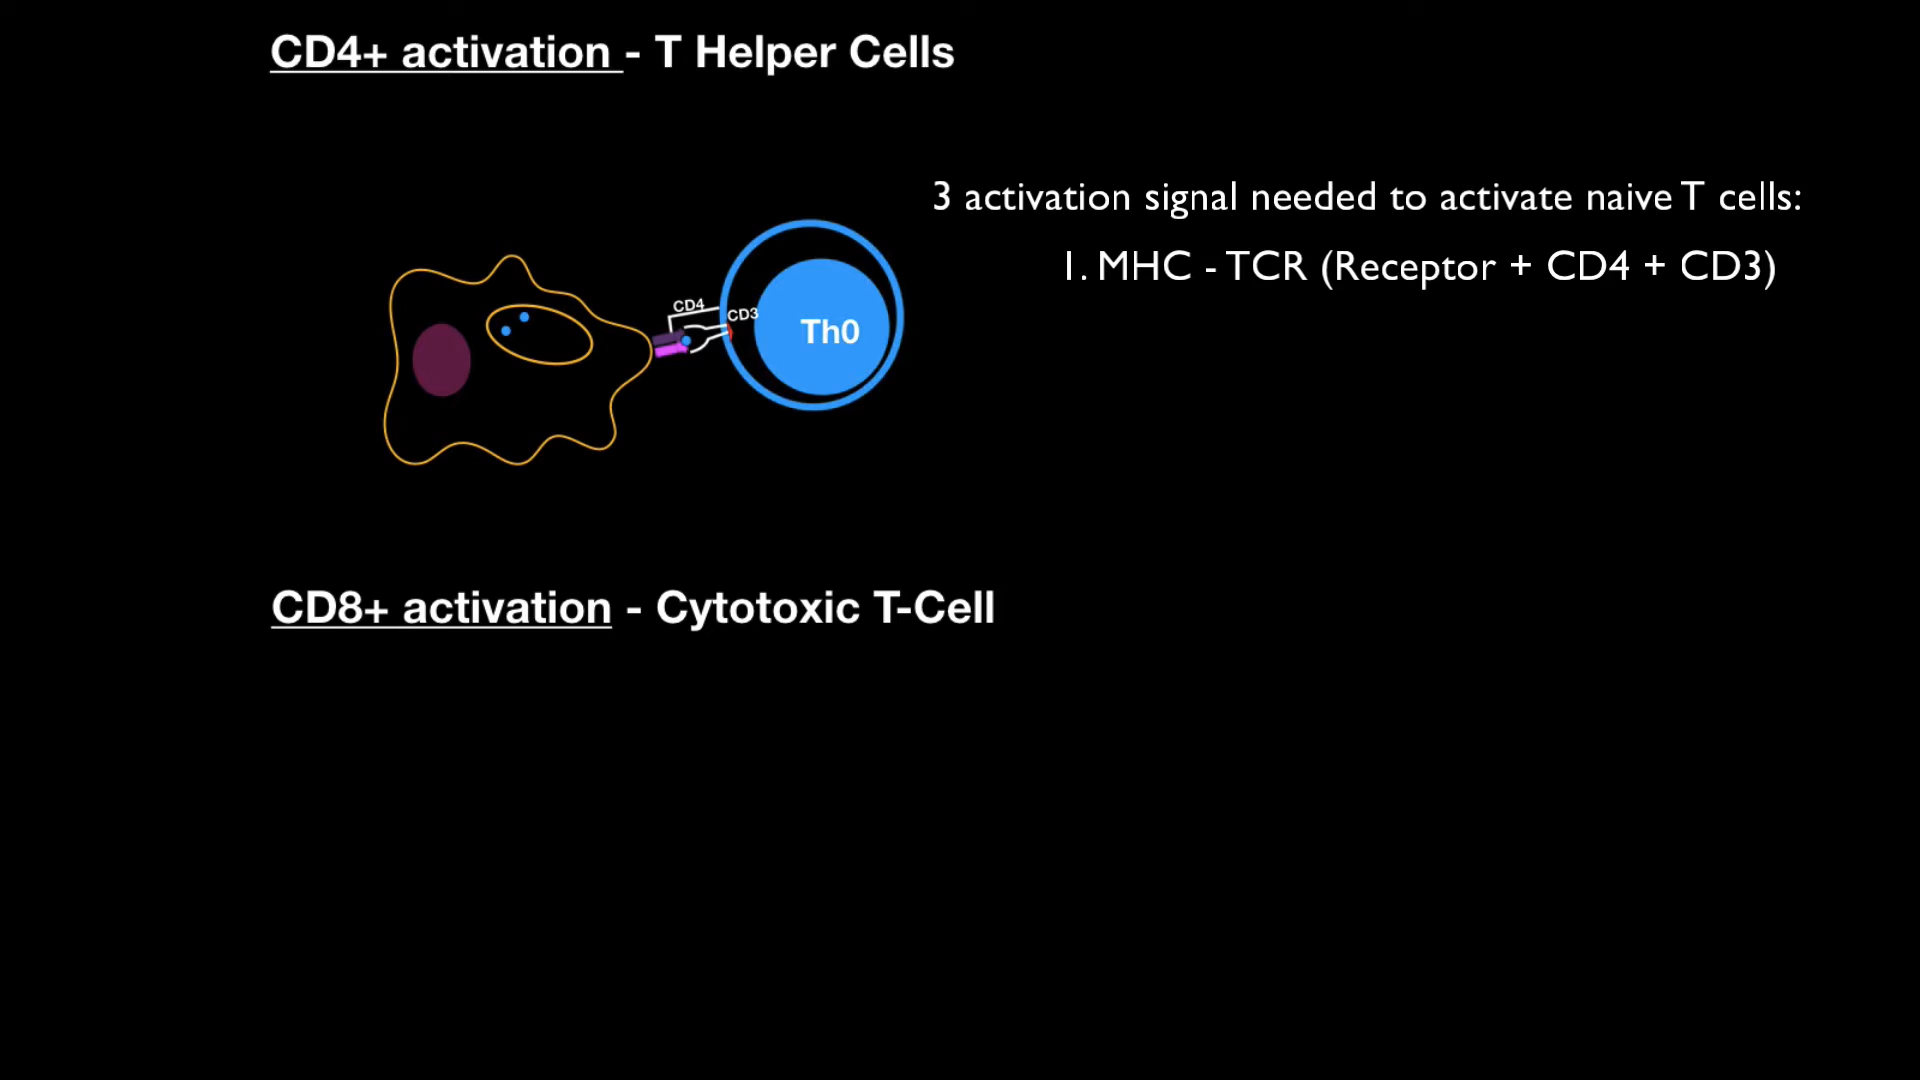 CD4+ activation - T Helper Cells
3 activation signal needed to activate naive T cells:
1. MHC - TCR (Receptor + CD4 + CD3)
CD4
CD3
Th0
CD8+ activation - Cytotoxic T-Cell